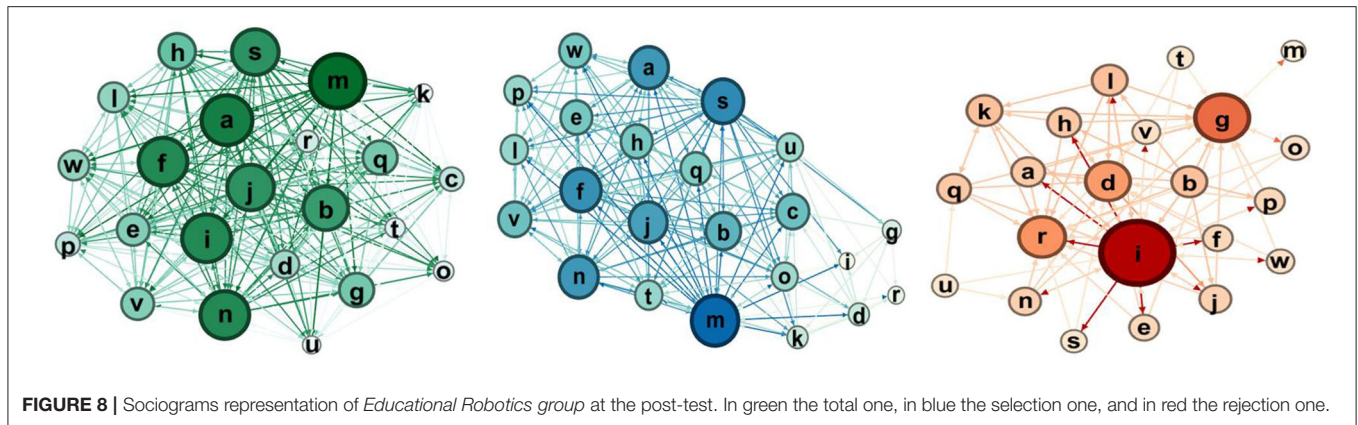 h s m k
l a r
w f j q c
p e i b t
v n d g o
u
w a s
p e h u
l q
v f j b c g
n t m o i r
k d
l t m
k h v g o
q a d b p
r i f w
u n j
s e
FIGURE 8 | Sociograms representation of Educational Robotics group at the post-test. In green the total one, in blue the selection one, and in red the rejection one.